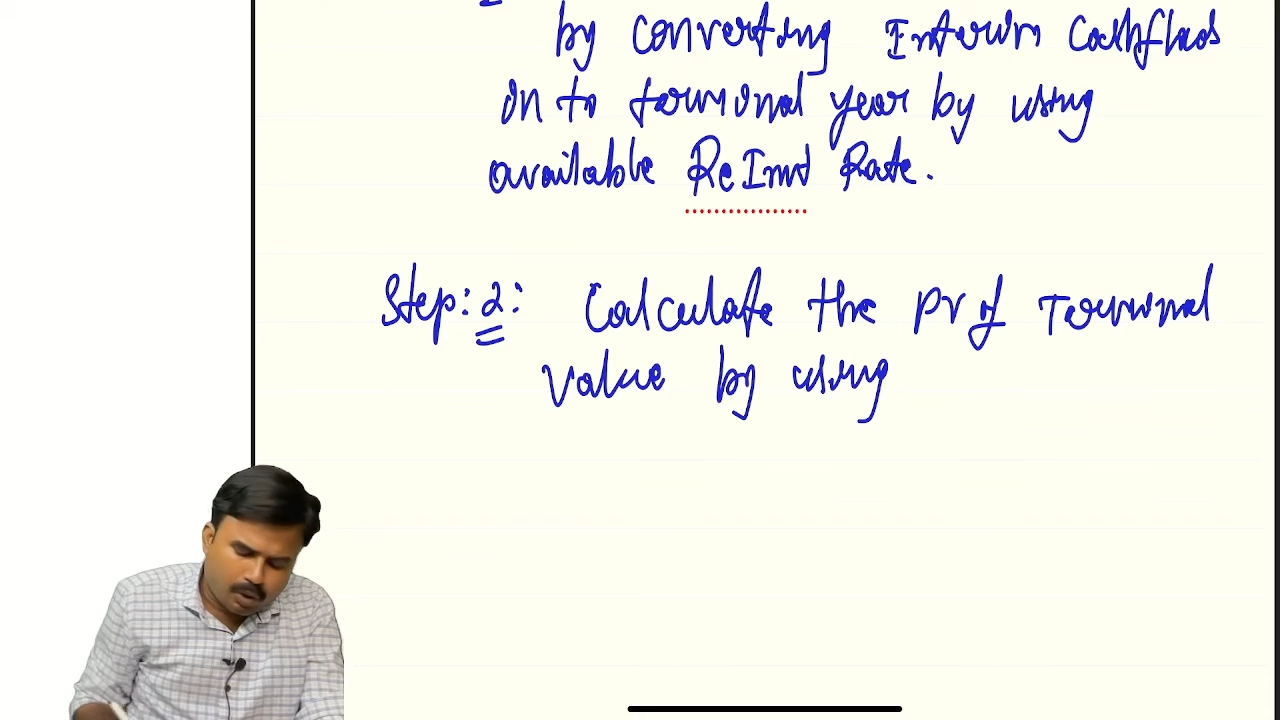 by converting Interim Cashflows
in to terminal year by using
available ReInvt Rate.
Step: 2: Calculate the PV of Terminal
value by using